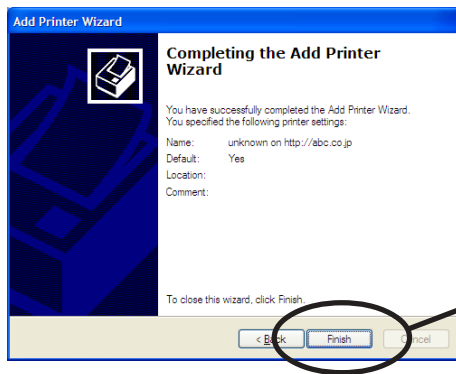 Add Printer Wizard
Completing the Add Printer
Wizard
You have successfully completed the Add Printer Wizard.
You specified the following printer settings:
Name: unknown on http://abc.co.jp
Default: Yes
Location:
Comment:
To close this wizard, click Finish.
< Back Finish Cancel